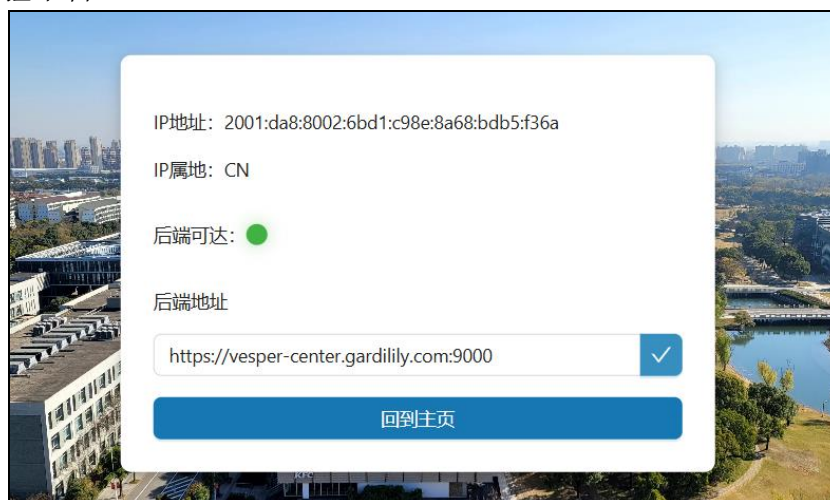 IP地址：2001:da8:8002:6bd1:c98e:8a68:bdb5:f36a
IP属地：CN
后端可达：
后端地址
https://vesper-center.gardilily.com:9000
回到主页
KFC